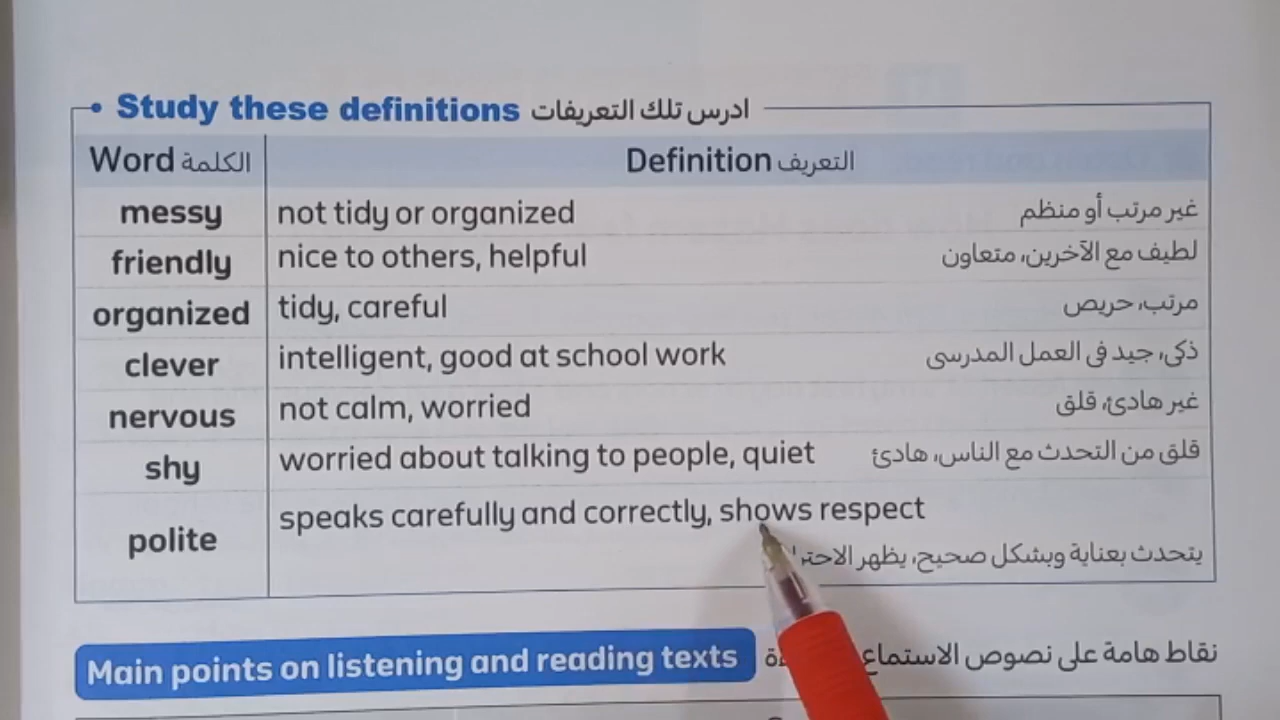 • Study these definitions ادرس تلك التعريفات
Word الكلمة Definition التعريف
messy not tidy or organized غير مرتب أو منظم
friendly nice to others, helpful لطيف مع الآخرين، متعاون
organized tidy, careful مرتب، حريص
clever intelligent, good at school work ذكى، جيد فى العمل المدرسى
nervous not calm, worried غير هادئ، قلق
shy worried about talking to people, quiet قلق من التحدث مع الناس، هادئ
polite speaks carefully and correctly, shows respect
يتحدث بعناية وبشكل صحيح، يظهر
Main points on listening and reading texts نقاط هامة على نصوص الاستماع